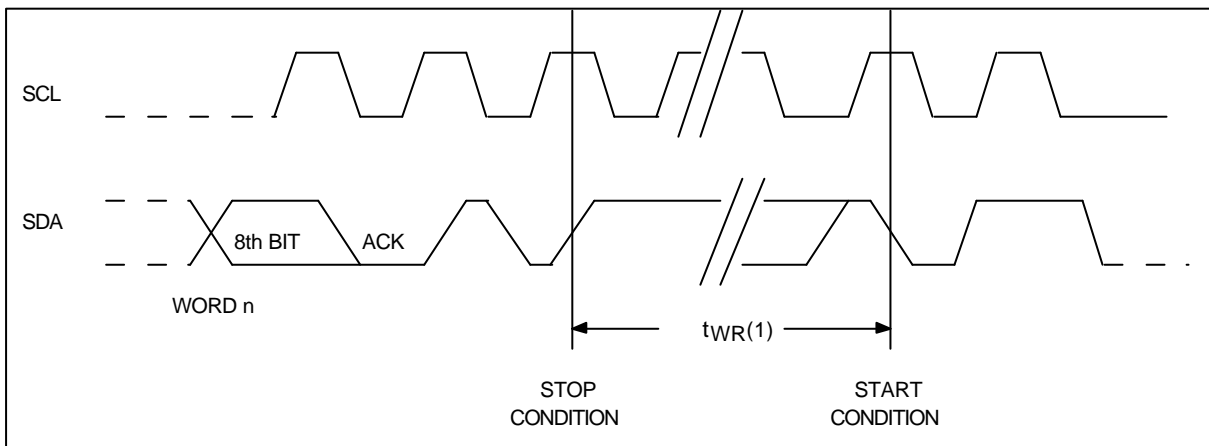 SCL
SDA
8th BIT
ACK
WORD n
tWR(1)
STOP
CONDITION
START
CONDITION